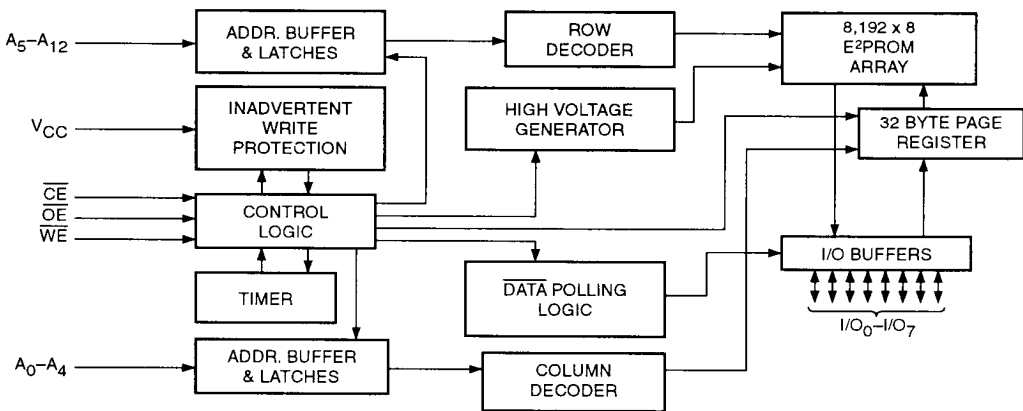 A5–A12
ADDR. BUFFER
& LATCHES
ROW
DECODER
8,192 x 8
E²PROM
ARRAY
VCC
INADVERTENT
WRITE
PROTECTION
HIGH VOLTAGE
GENERATOR
32 BYTE PAGE
REGISTER
CE
OE
WE
CONTROL
LOGIC
I/O BUFFERS
TIMER
DATA POLLING
LOGIC
I/O0–I/O7
A0–A4
ADDR. BUFFER
& LATCHES
COLUMN
DECODER